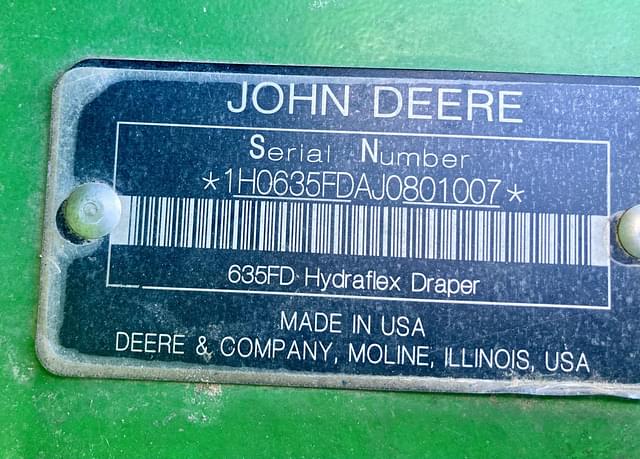 JOHN DEERE
Serial Number
*1H0635FDAJ0801007*
635FD Hydraflex Draper
MADE IN USA
DEERE & COMPANY, MOLINE, ILLINOIS, USA